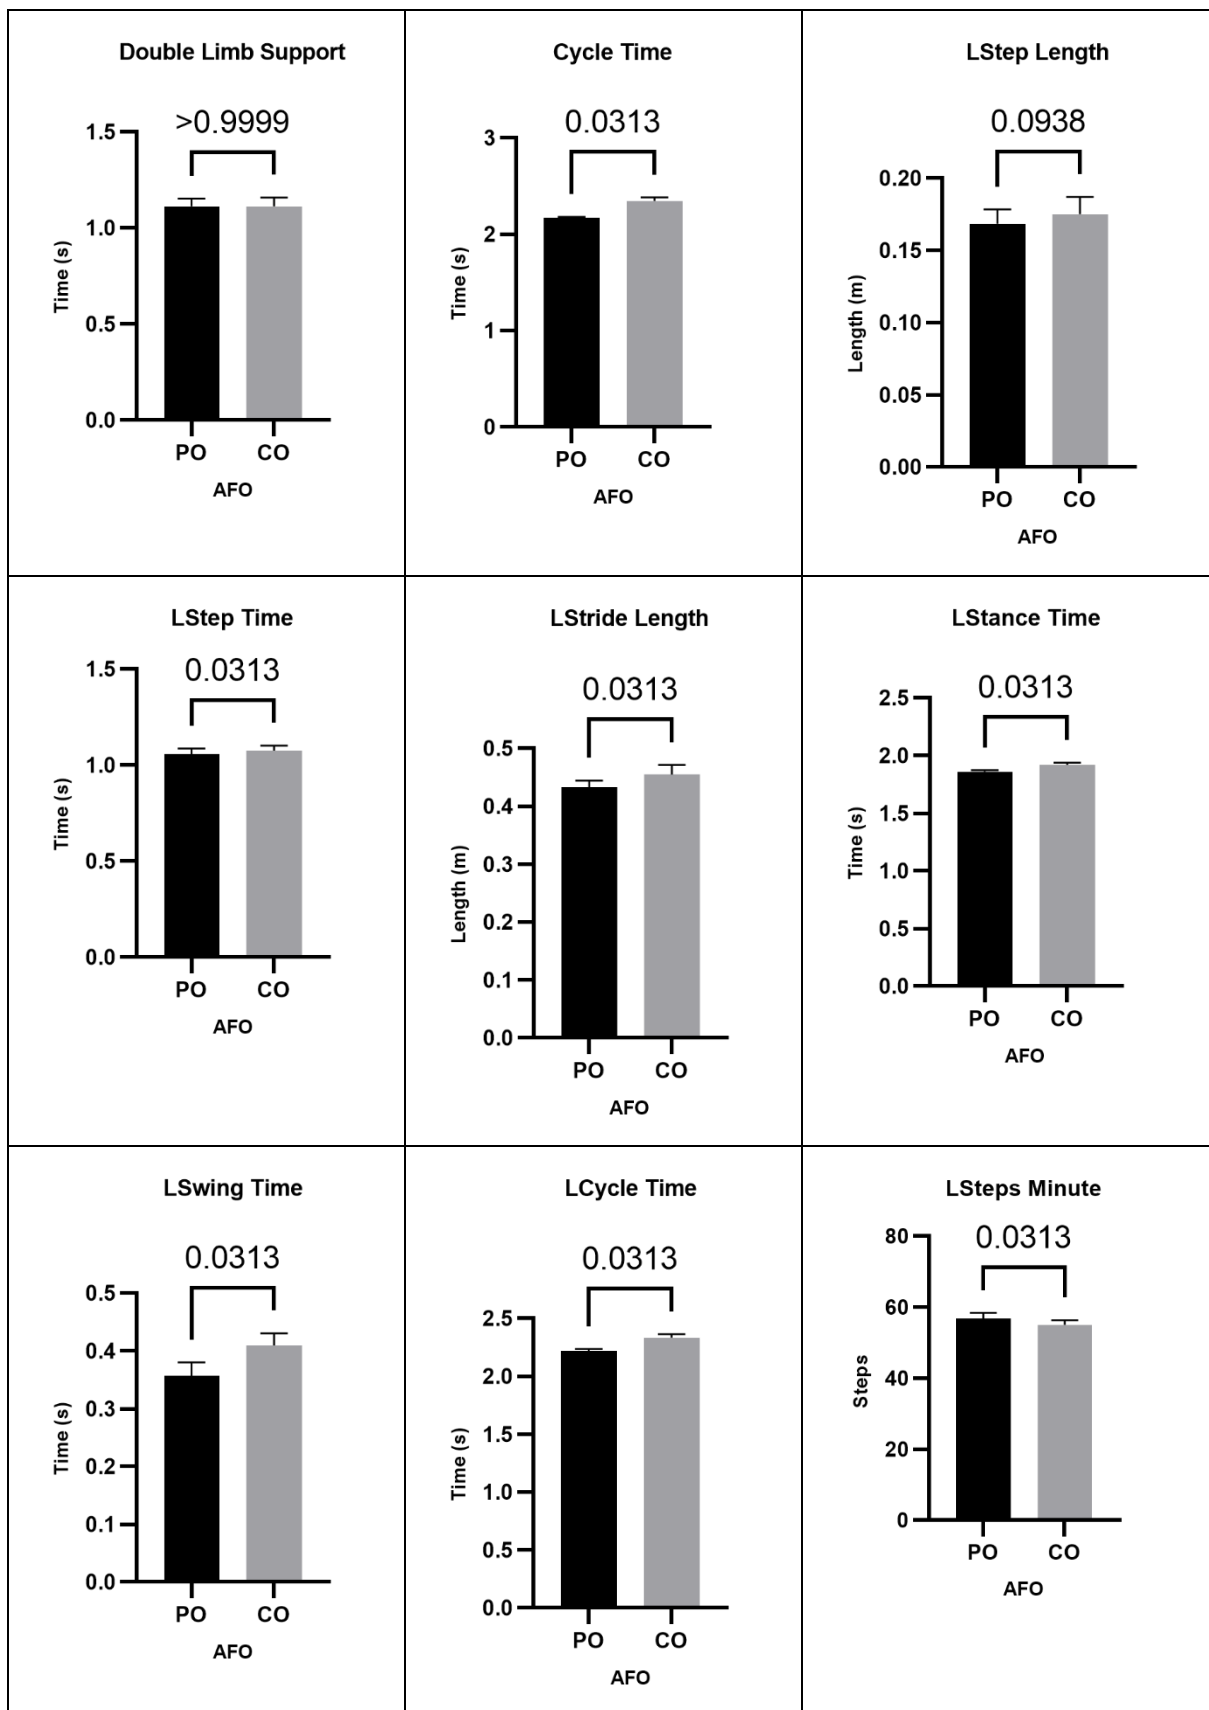 Double Limb Support
>0.9999
1.5
1.0
0.5
0.0
Time (s)
PO CO
AFO
Cycle Time
0.0313
3
2
1
0
Time (s)
PO CO
AFO
LStep Length
0.0938
0.20
0.15
0.10
0.05
0.00
Length (m)
PO CO
AFO
LStep Time
0.0313
1.5
1.0
0.5
0.0
Time (s)
PO CO
AFO
LStride Length
0.0313
0.5
0.4
0.3
0.2
0.1
0.0
Length (m)
PO CO
AFO
LStance Time
0.0313
2.5
2.0
1.5
1.0
0.5
0.0
Time (s)
PO CO
AFO
LSwing Time
0.0313
0.5
0.4
0.3
0.2
0.1
0.0
Time (s)
PO CO
AFO
LCycle Time
0.0313
2.5
2.0
1.5
1.0
0.5
0.0
Time (s)
PO CO
AFO
LSteps Minute
0.0313
80
60
40
20
0
Steps
PO CO
AFO